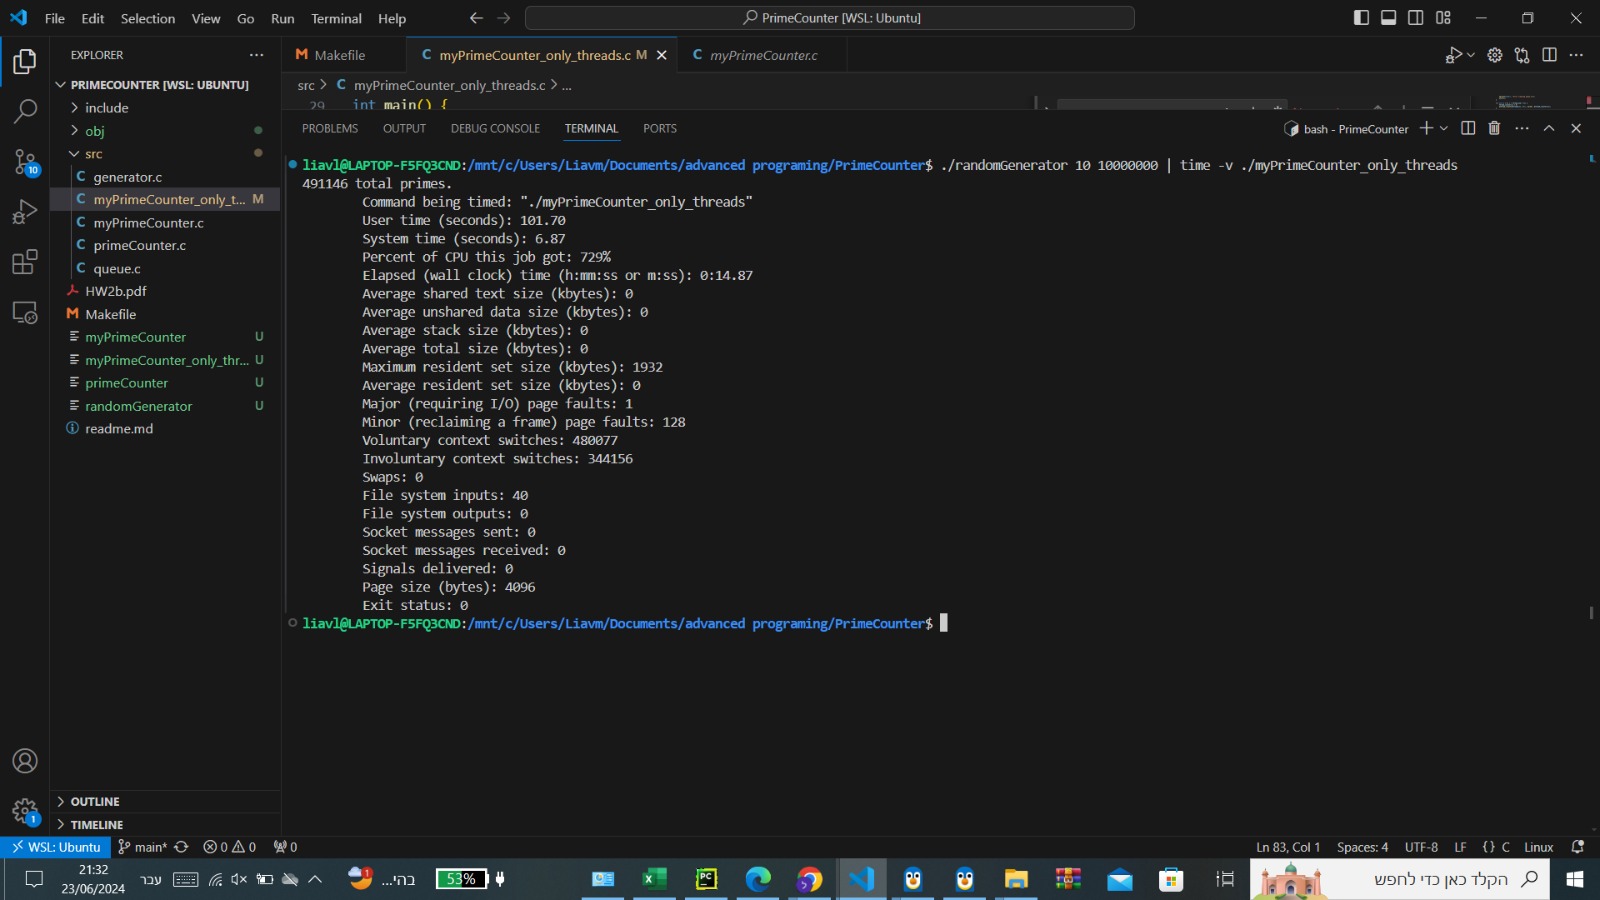 File Edit Selection View Go Run Terminal Help
PrimeCounter [WSL: Ubuntu]
EXPLORER
PRIMECOUNTER [WSL: UBUNTU]
include
obj
src
C generator.c
C myPrimeCounter_only_t... M
C myPrimeCounter.c
C primeCounter.c
C queue.c
HW2b.pdf
M Makefile
myPrimeCounter U
myPrimeCounter_only_thr... U
primeCounter U
randomGenerator U
readme.md
OUTLINE
TIMELINE
10
1
M Makefile
C myPrimeCounter_only_threads.c M
C myPrimeCounter.c
src > C myPrimeCounter_only_threads.c > ...
29 int main() {
PROBLEMS OUTPUT DEBUG CONSOLE TERMINAL PORTS
bash - PrimeCounter
liavl@LAPTOP-F5FQ3CND:/mnt/c/Users/Liavm/Documents/advanced programing/PrimeCounter$ ./randomGenerator 10 10000000 | time -v ./myPrimeCounter_only_threads
491146 total primes.
Command being timed: "./myPrimeCounter_only_threads"
User time (seconds): 101.70
System time (seconds): 6.87
Percent of CPU this job got: 729%
Elapsed (wall clock) time (h:mm:ss or m:ss): 0:14.87
Average shared text size (kbytes): 0
Average unshared data size (kbytes): 0
Average stack size (kbytes): 0
Average total size (kbytes): 0
Maximum resident set size (kbytes): 1932
Average resident set size (kbytes): 0
Major (requiring I/O) page faults: 1
Minor (reclaiming a frame) page faults: 128
Voluntary context switches: 480077
Involuntary context switches: 344156
Swaps: 0
File system inputs: 40
File system outputs: 0
Socket messages sent: 0
Socket messages received: 0
Signals delivered: 0
Page size (bytes): 4096
Exit status: 0
liavl@LAPTOP-F5FQ3CND:/mnt/c/Users/Liavm/Documents/advanced programing/PrimeCounter$
WSL: Ubuntu main* 0 0 0
Ln 83, Col 1 Spaces: 4 UTF-8 LF {} C Linux
21:32
23/06/2024
עבר
1
בהי...
53%
PC
הקלד כאן כדי לחפש